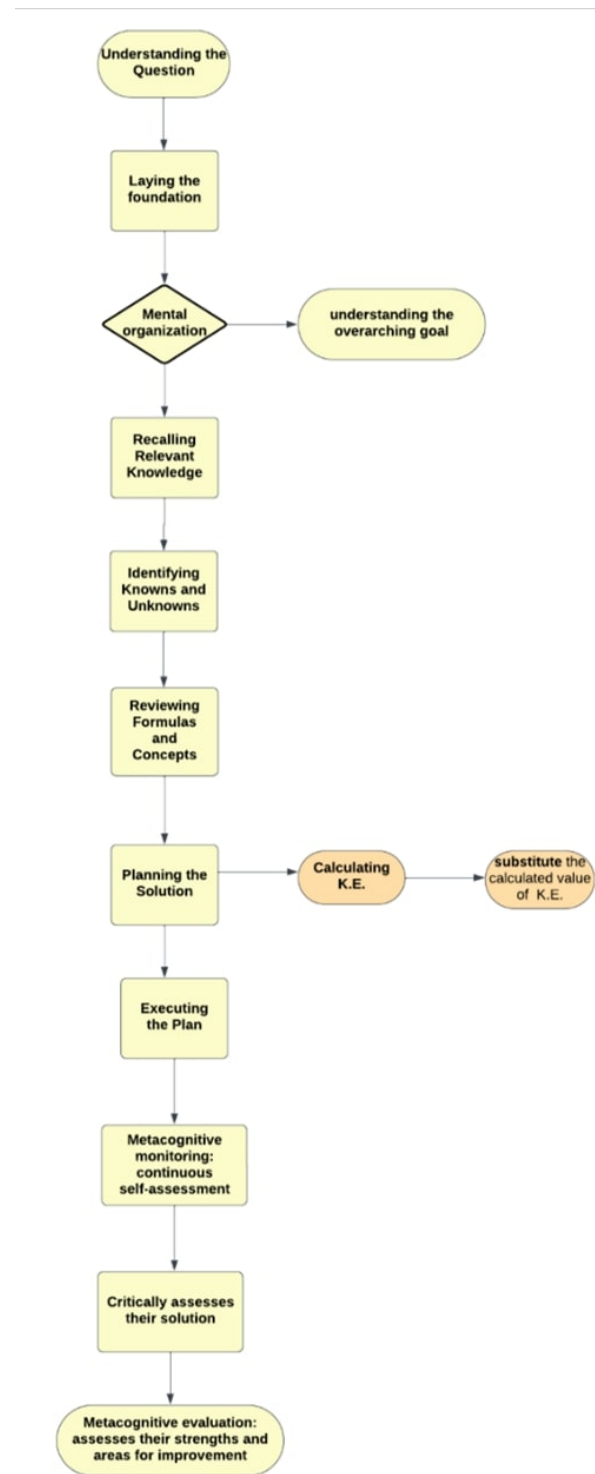 Understanding the
Question
Laying the
foundation
Mental
organization
understanding the
overarching goal
Recalling
Relevant
Knowledge
Identifying
Knowns and
Unknowns
Reviewing
Formulas
and
Concepts
Planning the
Solution
Calculating
K.E.
substitute the
calculated value
of K.E.
Executing
the Plan
Metacognitive
monitoring:
continuous
self-assessment
Critically assesses
their solution
Metacognitive evaluation:
assesses their strengths and
areas for improvement